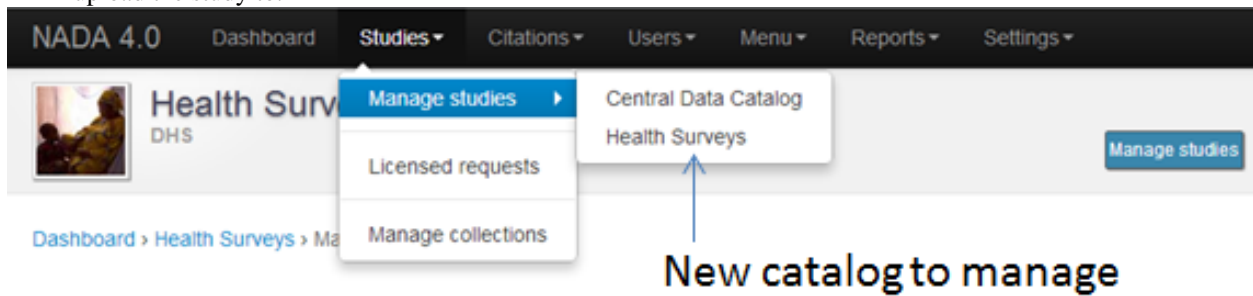 NADA 4.0 Dashboard Studies Citations Users Menu Reports Settings
Health Surv
DHS
Manage studies
Central Data Catalog
Health Surveys
Licensed requests
Manage collections
Manage studies
Dashboard › Health Surveys › Ma
New catalog to manage